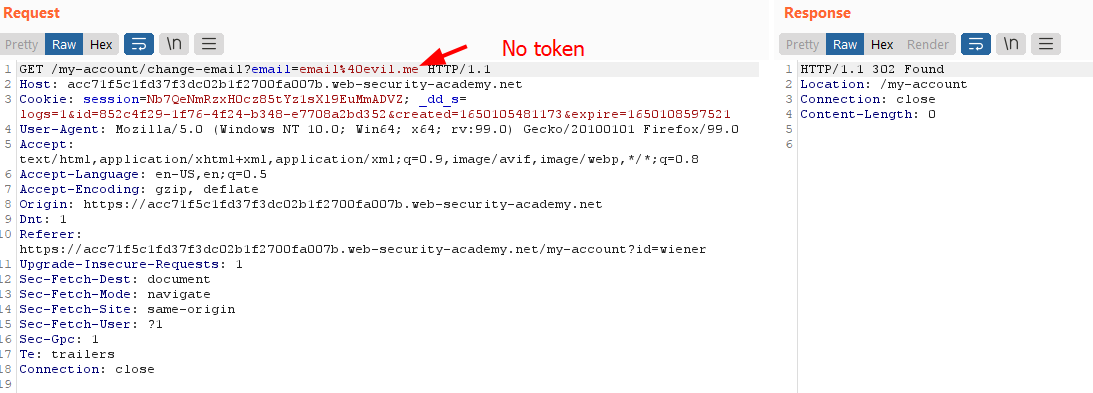 Request
Response
Pretty Raw Hex \n
Pretty Raw Hex Render \n
No token
1 GET /my-account/change-email?email=email%40evil.me HTTP/1.1
2 Host: acc71f5c1fd37f3dc02b1f2700fa007b.web-security-academy.net
3 Cookie: session=Nb7QeNmRzxHOcz85tYz1sXl9EuMmADVZ; _dd_s=
logs=1&id=852c4f29-1f76-4f24-b348-e7708a2bd352&created=1650105481173&expire=1650108597521
4 User-Agent: Mozilla/5.0 (Windows NT 10.0; Win64; x64; rv:99.0) Gecko/20100101 Firefox/99.0
5 Accept:
text/html,application/xhtml+xml,application/xml;q=0.9,image/avif,image/webp,*/*;q=0.8
6 Accept-Language: en-US,en;q=0.5
7 Accept-Encoding: gzip, deflate
8 Origin: https://acc71f5c1fd37f3dc02b1f2700fa007b.web-security-academy.net
9 Dnt: 1
10 Referer:
https://acc71f5c1fd37f3dc02b1f2700fa007b.web-security-academy.net/my-account?id=wiener
11 Upgrade-Insecure-Requests: 1
12 Sec-Fetch-Dest: document
13 Sec-Fetch-Mode: navigate
14 Sec-Fetch-Site: same-origin
15 Sec-Fetch-User: ?1
16 Sec-Gpc: 1
17 Te: trailers
18 Connection: close
19
1 HTTP/1.1 302 Found
2 Location: /my-account
3 Connection: close
4 Content-Length: 0
5
6